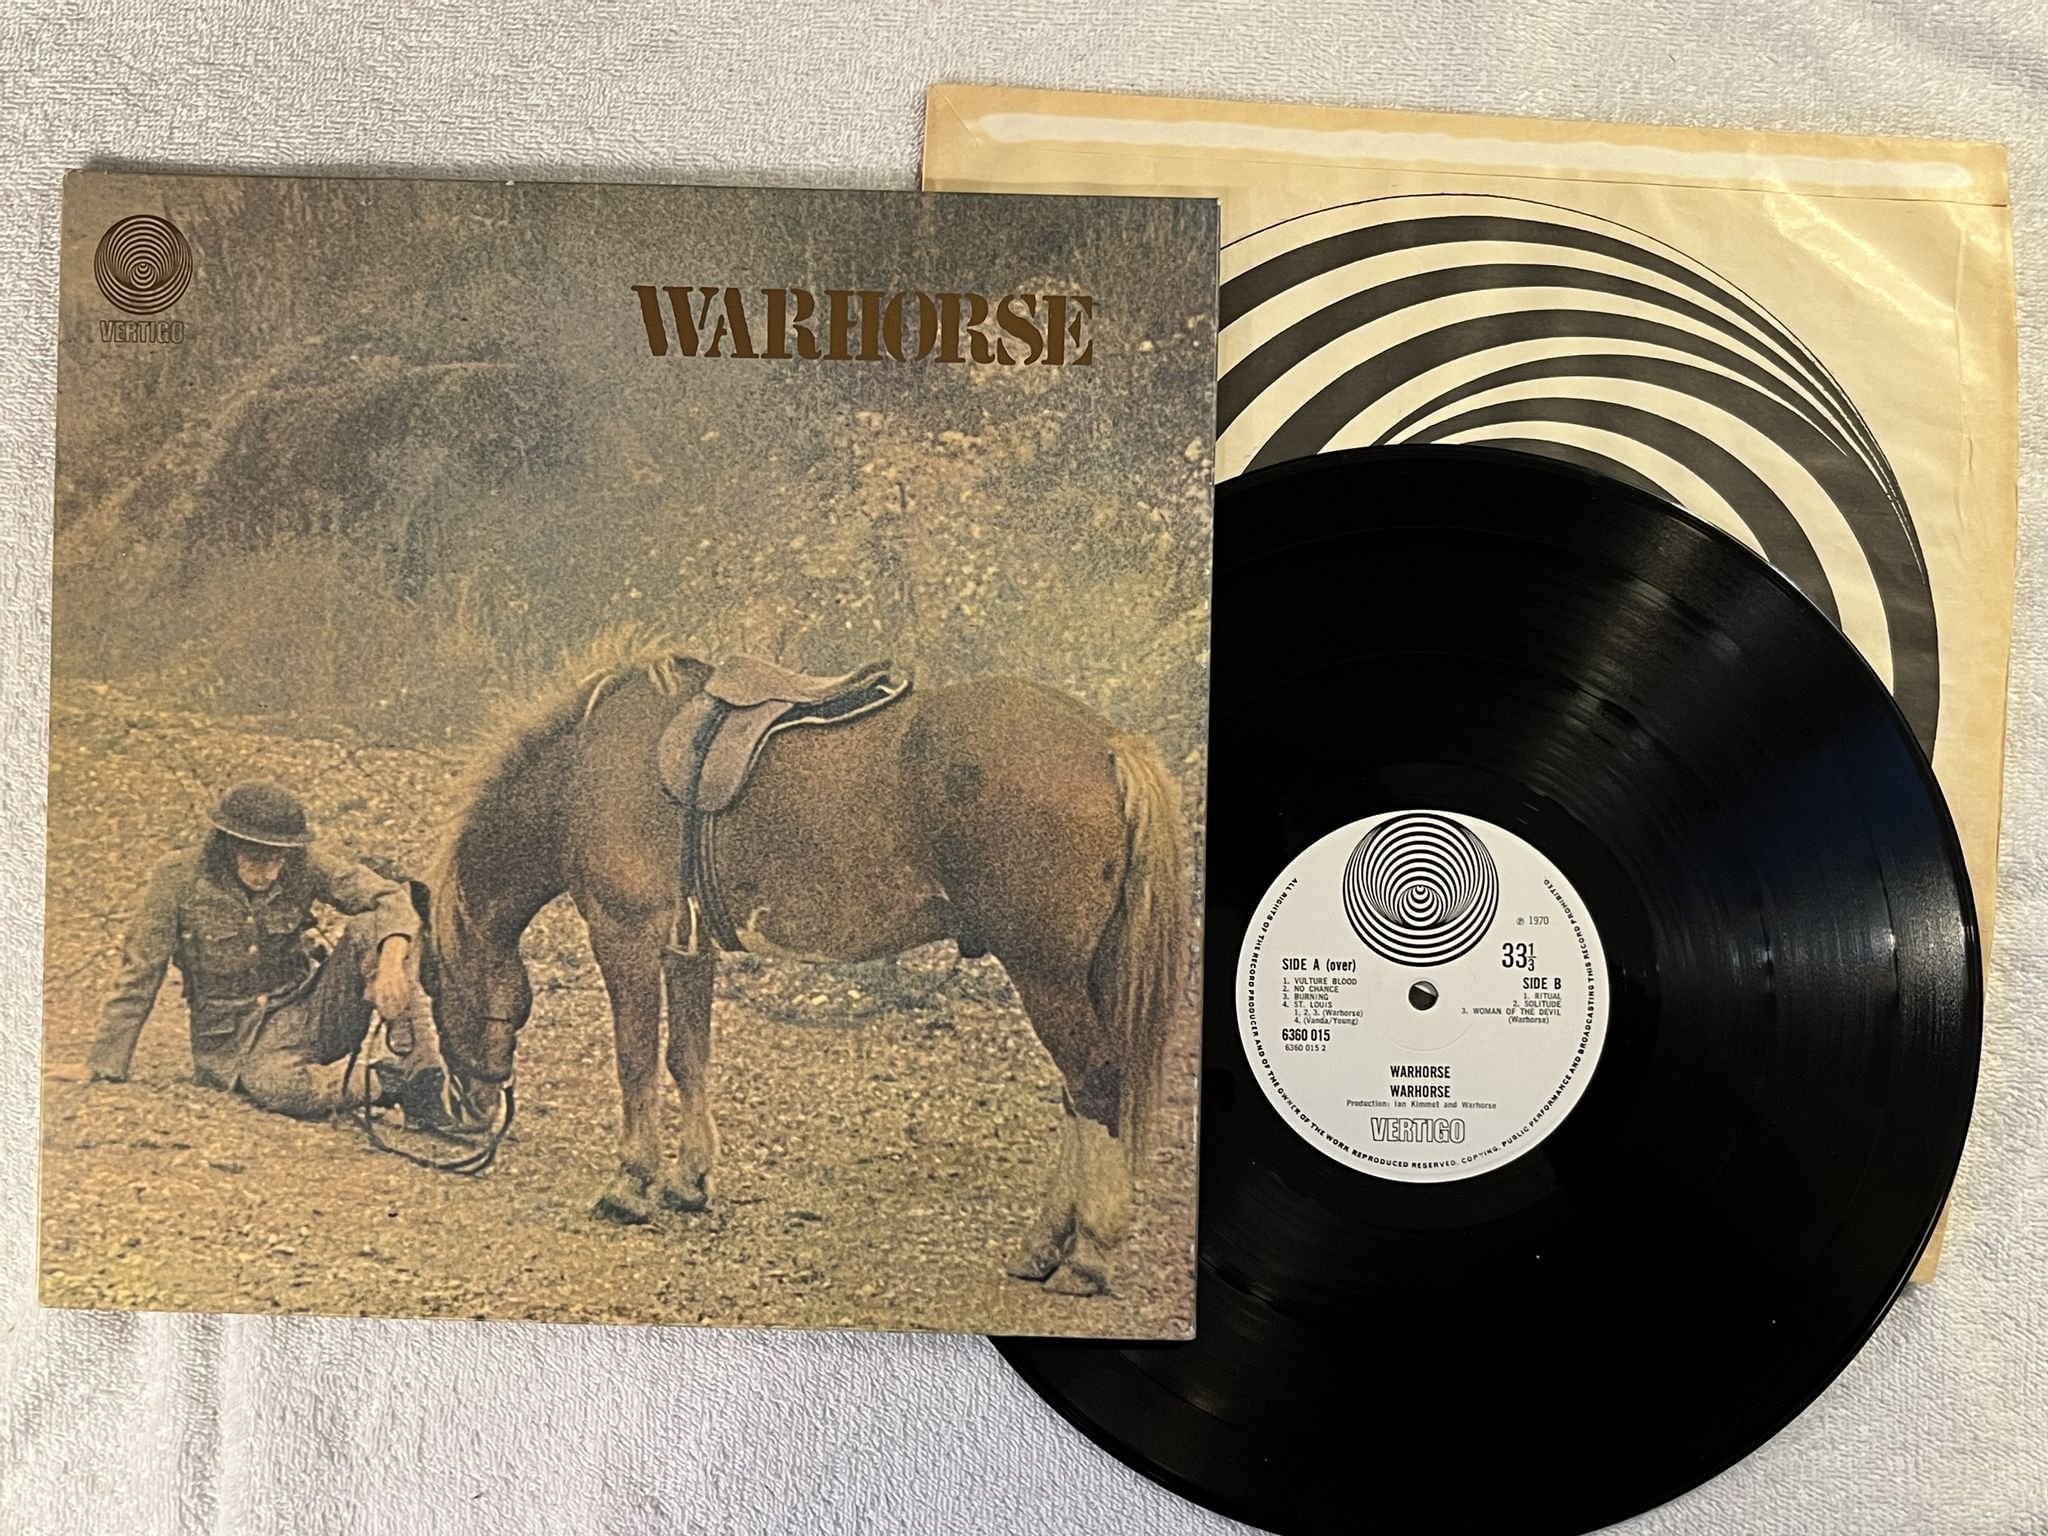 VERTIGO
WARHORSE
℗ 1970
33⅓
SIDE A (over)
1. VULTURE BLOOD
2. NO CHANCE
3. BURNING
4. ST. LOUIS
1, 2, 3. (Warhorse)
4. (Vanda/Young)
6360 015
6360 015 2
SIDE B
1. RITUAL
2. SOLITUDE
3. WOMAN OF THE DEVIL
(Warhorse)
WARHORSE
WARHORSE
Production: Ian Kimmet and Warhorse
VERTIGO
ALL RIGHTS OF THE RECORD PRODUCER AND OF THE OWNER OF THE WORK REPRODUCED RESERVED. COPYING, PUBLIC PERFORMANCE AND BROADCASTING THIS RECORD PROHIBITED